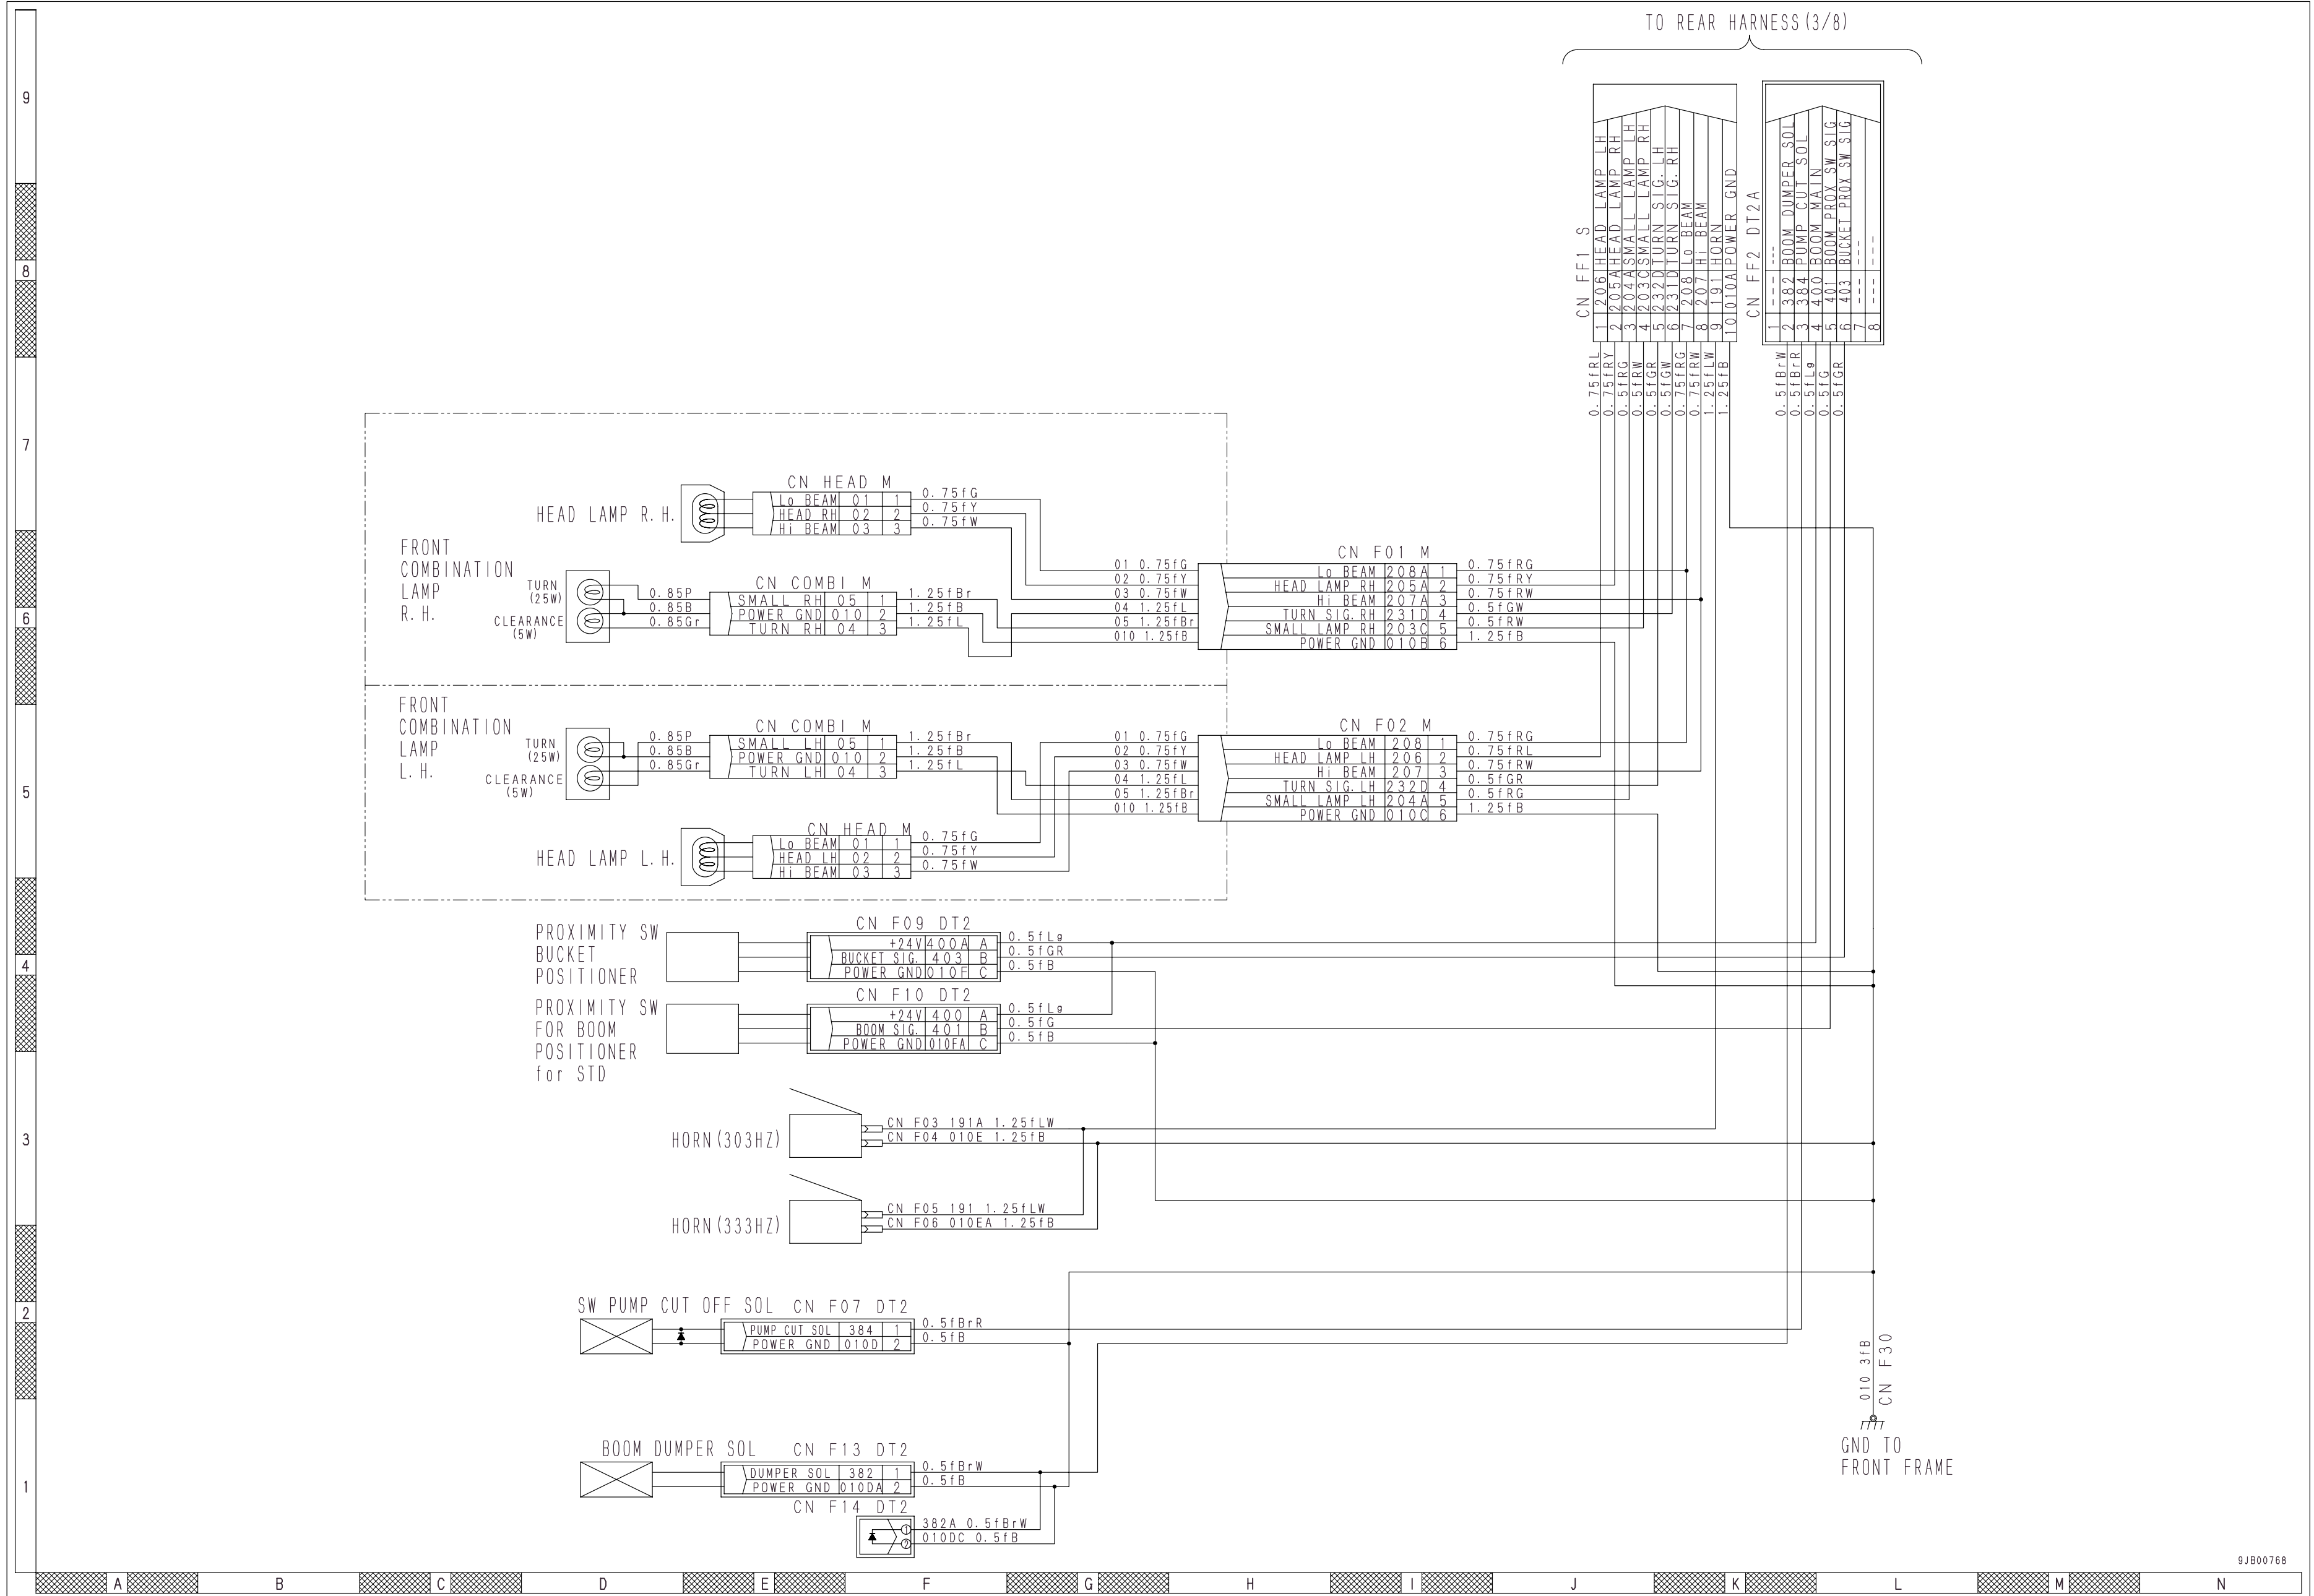 TO REAR HARNESS(3/8)
CN FF1 S
1 206 HEAD LAMP LH
2 205A HEAD LAMP RH
3 204A SMALL LAMP LH
4 203C SMALL LAMP RH
5 232D TURN SIG. LH
6 231D TURN SIG. RH
7 208 Lo BEAM
8 207 Hi BEAM
9 191 HORN
10 010A POWER GND
CN FF2 DT2A
1 ---- ---
2 382 BOOM DUMPER SOL
3 384 PUMP CUT SOL
4 400 BOOM MAIN
5 401 BOOM PROX SW SIG
6 403 BUCKET PROX SW SIG
7 --- ---
8 --- ---
0.75fRL
0.75fRY
0.5fRG
0.5fRW
0.5fGR
0.5fGW
0.75fRG
0.75fRW
1.25fLW
1.25fB
0.5fBrW
0.5fBrR
0.5fLg
0.5fG
0.5fGR
CN HEAD M
HEAD LAMP R.H.
Lo BEAM 01 1 0.75fG
HEAD RH 02 2 0.75fY
Hi BEAM 03 3 0.75fW
FRONT
COMBINATION
LAMP
R.H.
TURN
(25W)
CLEARANCE
(5W)
0.85P
0.85B
0.85Gr
CN COMBI M
SMALL RH 05 1 1.25fBr
POWER GND 010 2 1.25fB
TURN RH 04 3 1.25fL
CN F01 M
01 0.75fG Lo BEAM 208A 1 0.75fRG
02 0.75fY HEAD LAMP RH 205A 2 0.75fRY
03 0.75fW Hi BEAM 207A 3 0.75fRW
04 1.25fL TURN SIG.RH 231D 4 0.5fGW
05 1.25fBr SMALL LAMP RH 203C 5 0.5fRW
010 1.25fB POWER GND 010B 6 1.25fB
FRONT
COMBINATION
LAMP
L.H.
TURN
(25W)
CLEARANCE
(5W)
0.85P
0.85B
0.85Gr
CN COMBI M
SMALL LH 05 1 1.25fBr
POWER GND 010 2 1.25fB
TURN LH 04 3 1.25fL
CN F02 M
01 0.75fG Lo BEAM 208 1 0.75fRG
02 0.75fY HEAD LAMP LH 206 2 0.75fRL
03 0.75fW Hi BEAM 207 3 0.75fRW
04 1.25fL TURN SIG.LH 232D 4 0.5fGR
05 1.25fBr SMALL LAMP LH 204A 5 0.5fRG
010 1.25fB POWER GND 010C 6 1.25fB
CN HEAD M
HEAD LAMP L.H.
Lo BEAM 01 1 0.75fG
HEAD LH 02 2 0.75fY
Hi BEAM 03 3 0.75fW
PROXIMITY SW
BUCKET
POSITIONER
CN F09 DT2
+24V 400A A 0.5fLg
BUCKET SIG. 403 B 0.5fGR
POWER GND 010F C 0.5fB
PROXIMITY SW
FOR BOOM
POSITIONER
for STD
CN F10 DT2
+24V 400 A 0.5fLg
BOOM SIG. 401 B 0.5fG
POWER GND 010FA C 0.5fB
HORN(303HZ)
CN F03 191A 1.25fLW
CN F04 010E 1.25fB
HORN(333HZ)
CN F05 191 1.25fLW
CN F06 010EA 1.25fB
SW PUMP CUT OFF SOL CN F07 DT2
PUMP CUT SOL 384 1 0.5fBrR
POWER GND 010D 2 0.5fB
010 3fB
CN F30
GND TO
FRONT FRAME
BOOM DUMPER SOL CN F13 DT2
DUMPER SOL 382 1 0.5fBrW
POWER GND 010DA 2 0.5fB
CN F14 DT2
1 382A 0.5fBrW
2 010DC 0.5fB
9JB00768
9
8
7
6
5
4
3
2
1
A B C D E F G H I J K L M N